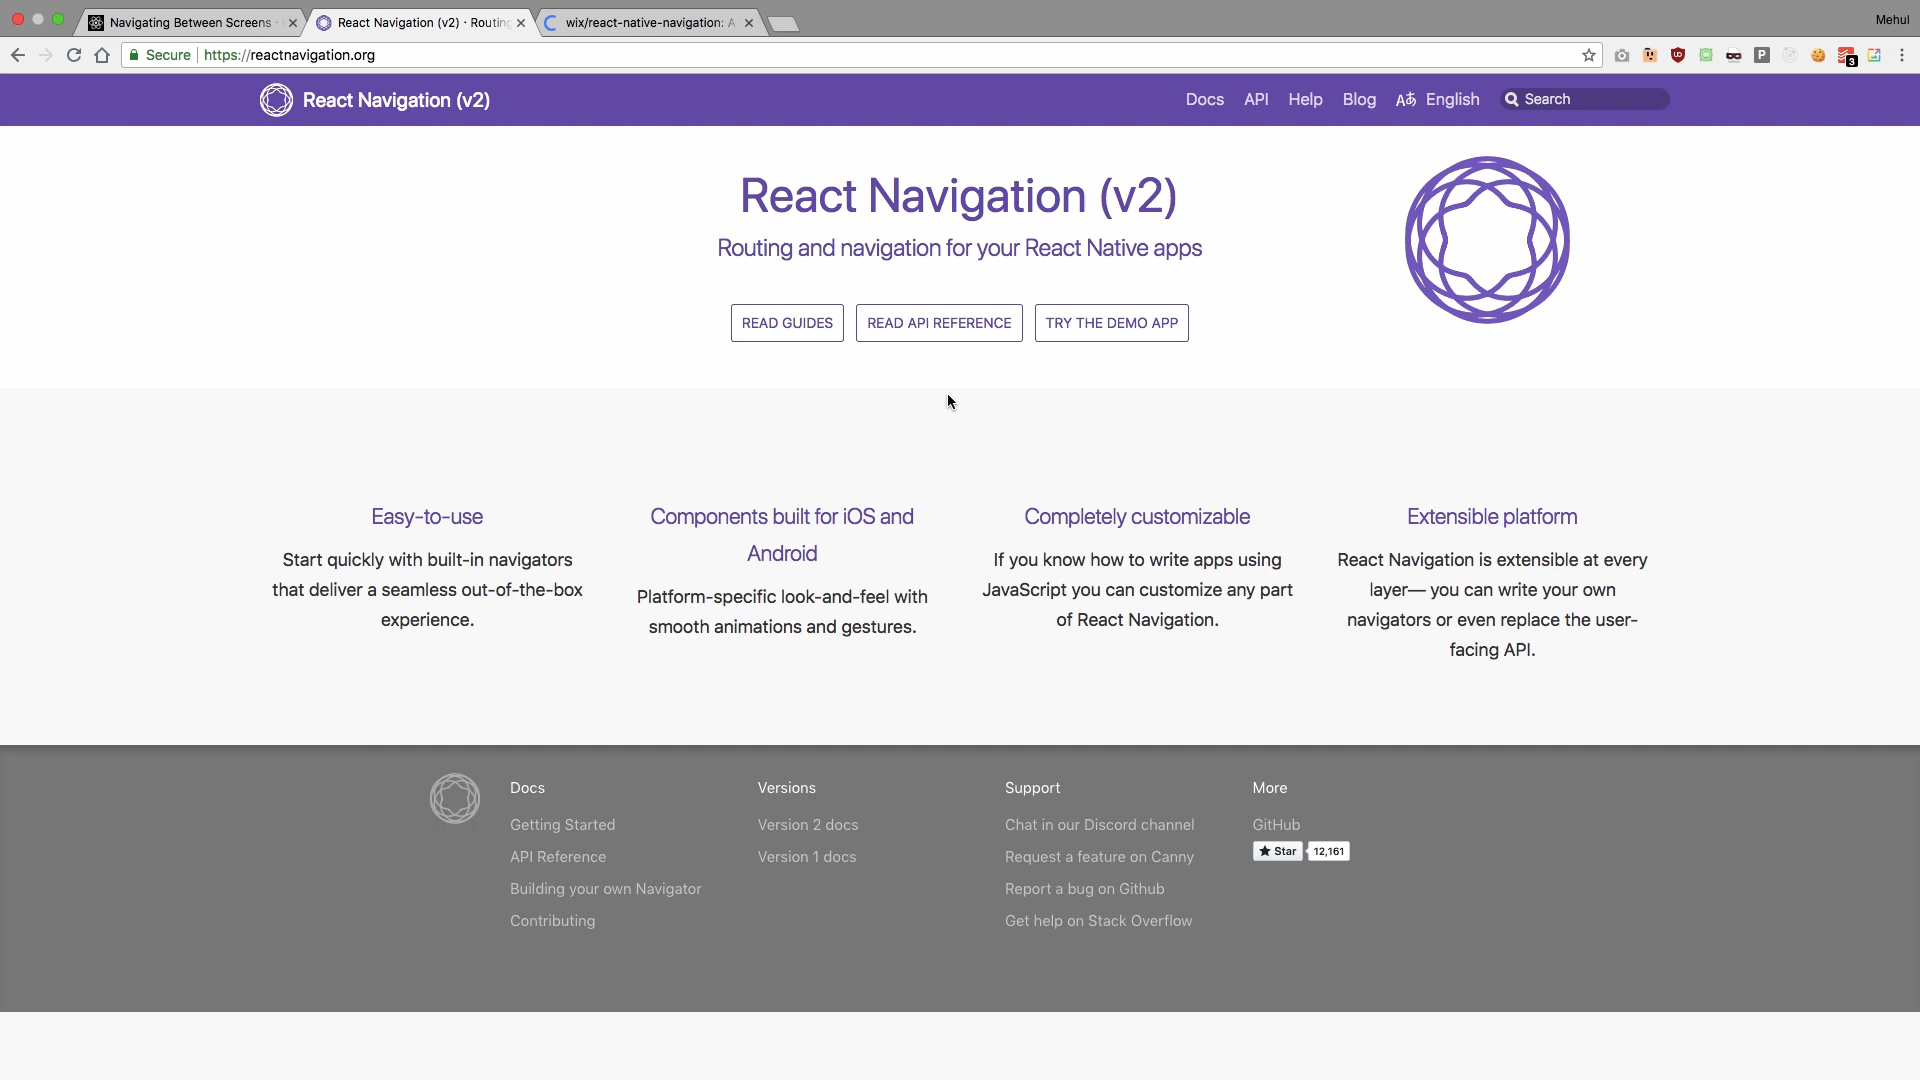 Navigating Between Screens ·
React Navigation (v2) · Routing
wix/react-native-navigation: A
Mehul
Secure
https://reactnavigation.org
3
React Navigation (v2)
Docs
API
Help
Blog
English
Search
React Navigation (v2)
Routing and navigation for your React Native apps
READ GUIDES
READ API REFERENCE
TRY THE DEMO APP
Easy-to-use
Start quickly with built-in navigators
that deliver a seamless out-of-the-box
experience.
Components built for iOS and
Android
Platform-specific look-and-feel with
smooth animations and gestures.
Completely customizable
If you know how to write apps using
JavaScript you can customize any part
of React Navigation.
Extensible platform
React Navigation is extensible at every
layer— you can write your own
navigators or even replace the user-
facing API.
Docs
Getting Started
API Reference
Building your own Navigator
Contributing
Versions
Version 2 docs
Version 1 docs
Support
Chat in our Discord channel
Request a feature on Canny
Report a bug on Github
Get help on Stack Overflow
More
GitHub
Star
12,161